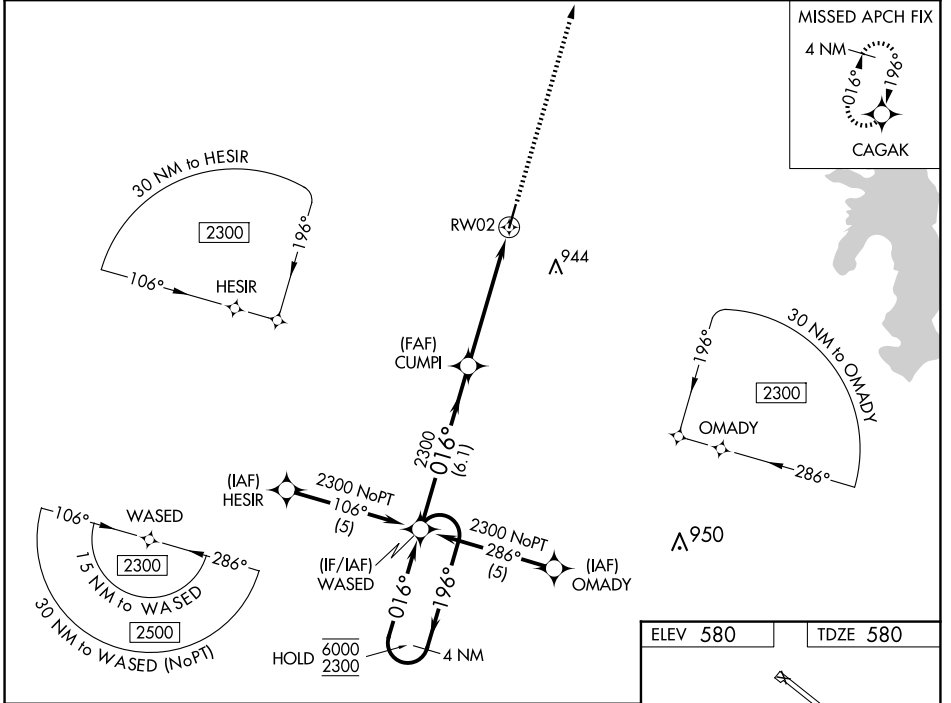 MISSED APCH FIX
4 NM
016°
196°
CAGAK
30 NM to HESIR
2300
196°
106°
HESIR
RW02
944
(FAF)
CUMPI
30 NM to OMADY
196°
2300
OMADY
286°
2300
016°
(6.1)
(IAF)
HESIR
2300 NoPT
106°
(5)
106°
WASED
286°
2300
15 NM to WASED
2500
30 NM to WASED (NoPT)
(IF/IAF)
WASED
2300 NoPT
286°
(5)
(IAF)
OMADY
950
016°
196°
HOLD
6000
2300
4 NM
ELEV 580
TDZE 580